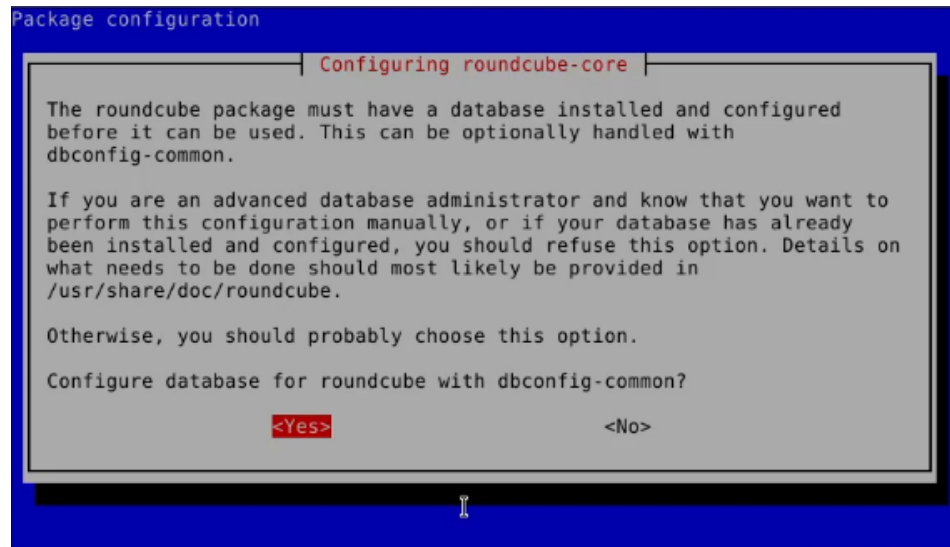 Package configuration
Configuring roundcube-core
The roundcube package must have a database installed and configured
before it can be used. This can be optionally handled with
dbconfig-common.
If you are an advanced database administrator and know that you want to
perform this configuration manually, or if your database has already
been installed and configured, you should refuse this option. Details on
what needs to be done should most likely be provided in
/usr/share/doc/roundcube.
Otherwise, you should probably choose this option.
Configure database for roundcube with dbconfig-common?
<Yes> <No>